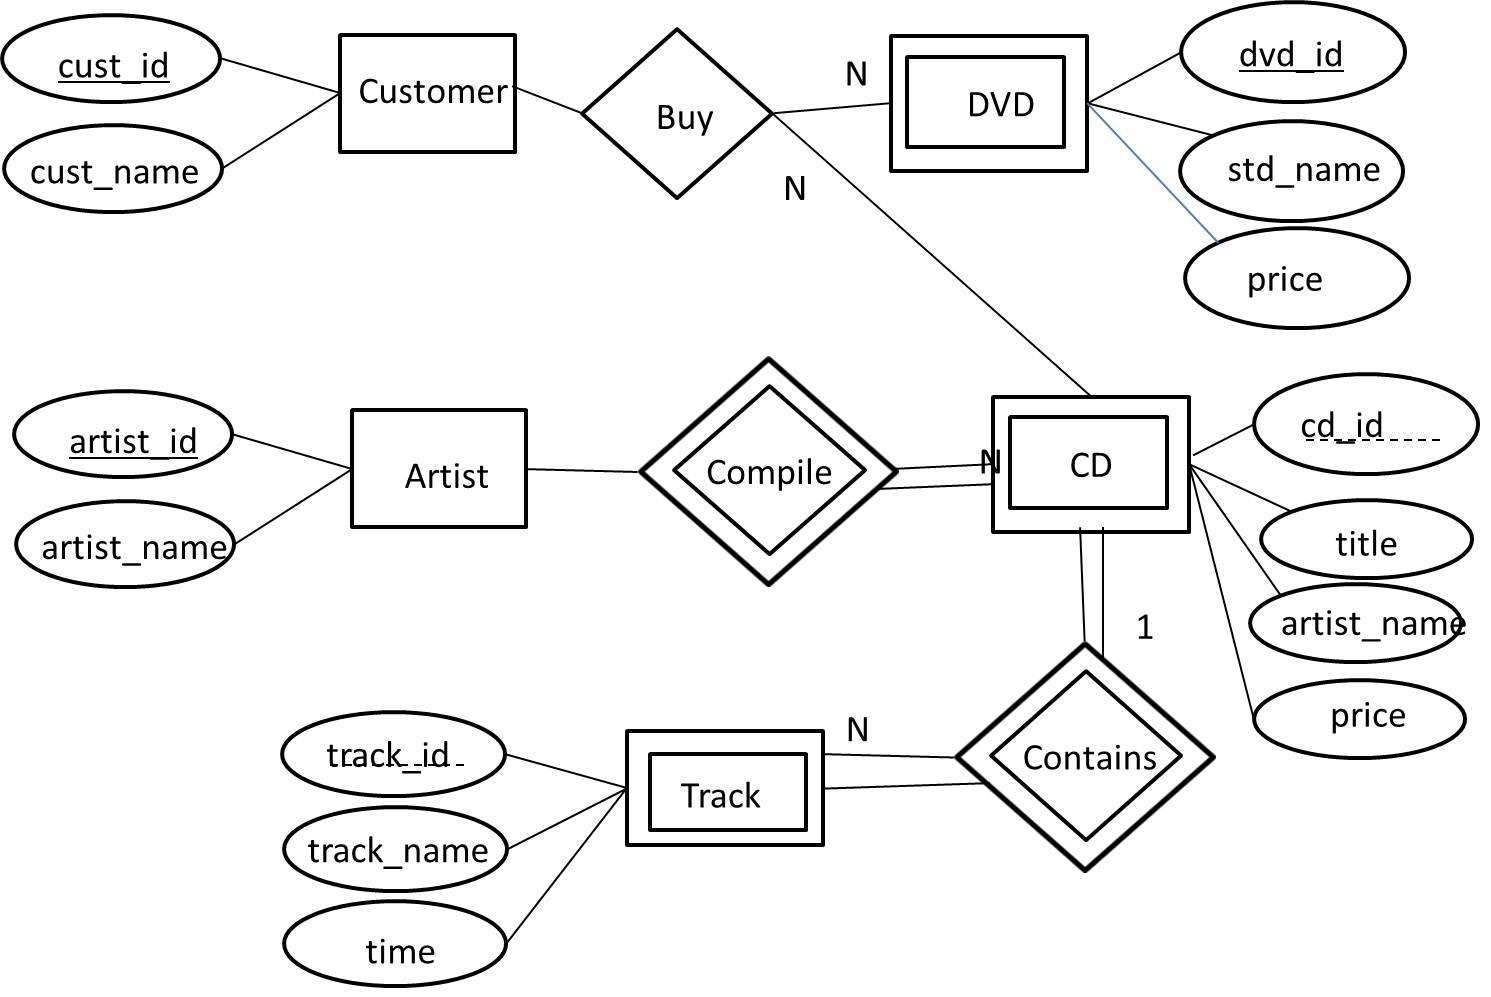 cust_id
cust_name
Customer
Buy
N
N
DVD
dvd_id
std_name
price
artist_id
artist_name
Artist
Compile
N
CD
cd_id
title
artist_name
price
1
Contains
N
Track
track_id
track_name
time